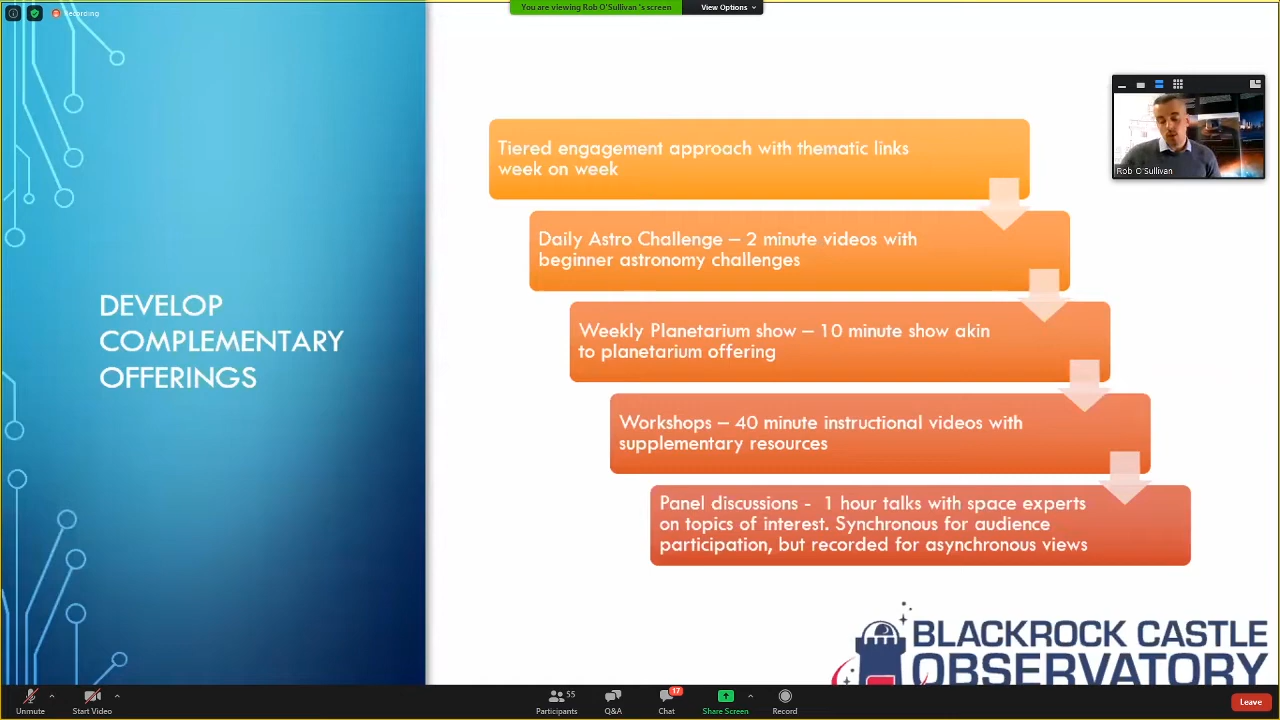 Recording
You are viewing Rob O'Sullivan 's screen
View Options
Rob O'Sullivan
DEVELOP
COMPLEMENTARY
OFFERINGS
Tiered engagement approach with thematic links
week on week
Daily Astro Challenge – 2 minute videos with
beginner astronomy challenges
Weekly Planetarium show – 10 minute show akin
to planetarium offering
Workshops – 40 minute instructional videos with
supplementary resources
Panel discussions - 1 hour talks with space experts
on topics of interest. Synchronous for audience
participation, but recorded for asynchronous views
BLACKROCK CASTLE
OBSERVATORY
Unmute
Start Video
55
Participants
Q&A
17
Chat
Share Screen
Record
Leave